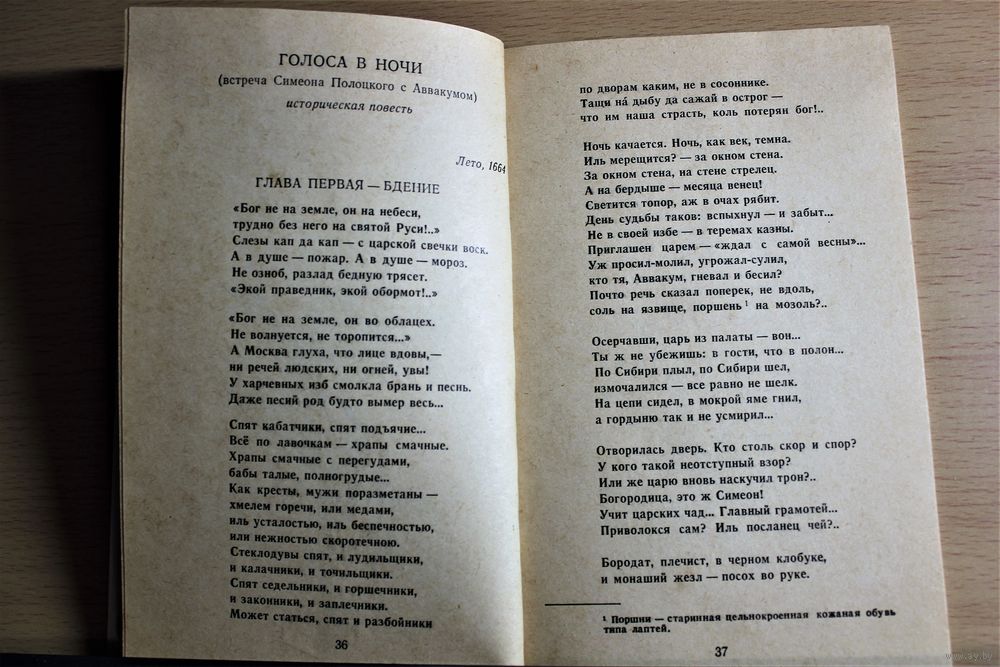 ГОЛОСА В НОЧИ
(встреча Симеона Полоцкого с Аввакумом)
историческая повесть
Лето, 1664
ГЛАВА ПЕРВАЯ — БДЕНИЕ
«Бог не на земле, он на небеси,
трудно без него на святой Руси!..»
Слезы кап да кап — с царской свечки воск.
А в душе — пожар. А в душе — мороз.
Не озноб, разлад бедную трясет.
«Экой праведник, экой обормот!..»
«Бог не на земле, он во облацех.
Не волнуется, не торопится...»
А Москва глуха, что лице вдовы,—
ни речей людских, ни огней, увы!
У харчевных изб смолкла брань и песнь.
Даже песий род будто вымер весь...
Спят кабатчики, спят подъячие...
Всё по лавочкам — храпы смачные.
Храпы смачные с перегудами,
бабы талые, полногрудые...
Как кресты, мужи поразметаны —
хмелем горечи, или медами,
иль усталостью, иль беспечностью,
или нежностью скоротечною.
Стеклодувы спят, и лудильщики,
и калачники, и точильщики.
Спят седельники, и горшечники,
и законники, и заплечники.
Может статься, спят и разбойники
36
по дворам каким, не в сосоннике.
Тащи на́ дыбу да сажай в острог —
что им наша страсть, коль потерян бог!..
Ночь качается. Ночь, как век, темна.
Иль мерещится? — за окном стена.
За окном стена, на стене стрелец.
А на бердыше — месяца венец!
Светится топор, аж в очах рябит.
День судьбы таков: вспыхнул — и забыт...
Не в своей избе — в теремах казны.
Приглашен царем — «ждал с самой весны»...
Уж просил-молил, угрожал-сулил,
кто тя, Аввакум, гневал и бесил?
Почто речь сказал поперек, не вдоль,
соль на язвище, поршень¹ на мозоль?..
Осерчавши, царь из палаты — вон...
Ты ж не убежишь: в гости, что в полон...
По Сибири плыл, по Сибири шел,
измочалился — все равно не шелк.
На цепи сидел, в мокрой яме гнил,
а гордыню так и не усмирил...
Отворилась дверь. Кто столь скор и спор?
У кого такой неотступный взор?
Или же царю вновь наскучил трон?..
Богородица, это ж Симеон!
Учит царских чад... Главный грамотей...
Приволокся сам? Иль посланец чей?..
Бородат, плечист, в черном клобуке,
и монаший жезл — посох во руке.
¹ Поршни — старинная цельнокроенная кожаная обувь
типа лаптей.
37
www.ay.by